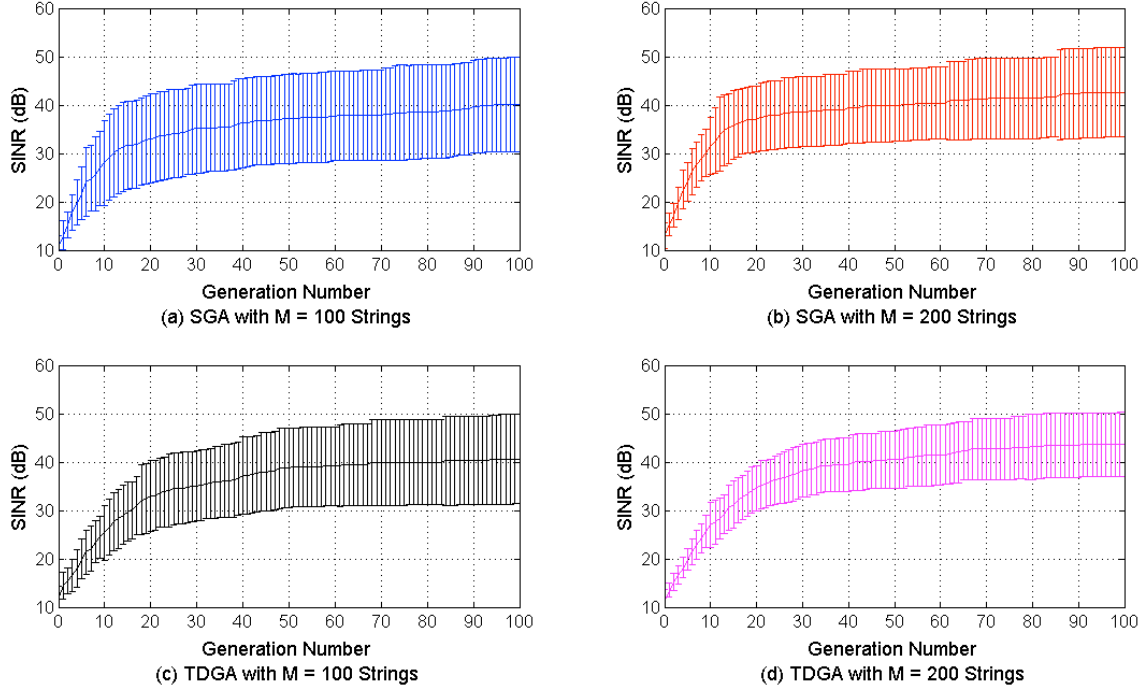 60
50
40
30
20
10
SINR (dB)
0 10 20 30 40 50 60 70 80 90 100
Generation Number
(a) SGA with M = 100 Strings
60
50
40
30
20
10
SINR (dB)
0 10 20 30 40 50 60 70 80 90 100
Generation Number
(b) SGA with M = 200 Strings
60
50
40
30
20
10
SINR (dB)
0 10 20 30 40 50 60 70 80 90 100
Generation Number
(c) TDGA with M = 100 Strings
60
50
40
30
20
10
SINR (dB)
0 10 20 30 40 50 60 70 80 90 100
Generation Number
(d) TDGA with M = 200 Strings